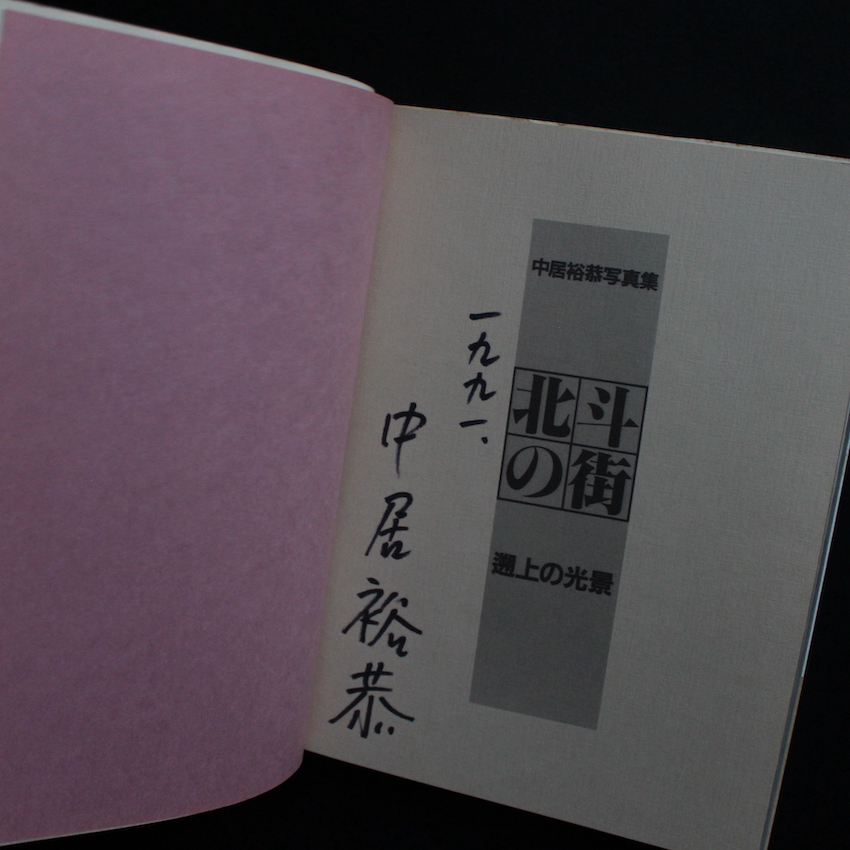 中居裕恭写真集
北斗
の街
遡上の光景
一九九一、
中居裕恭